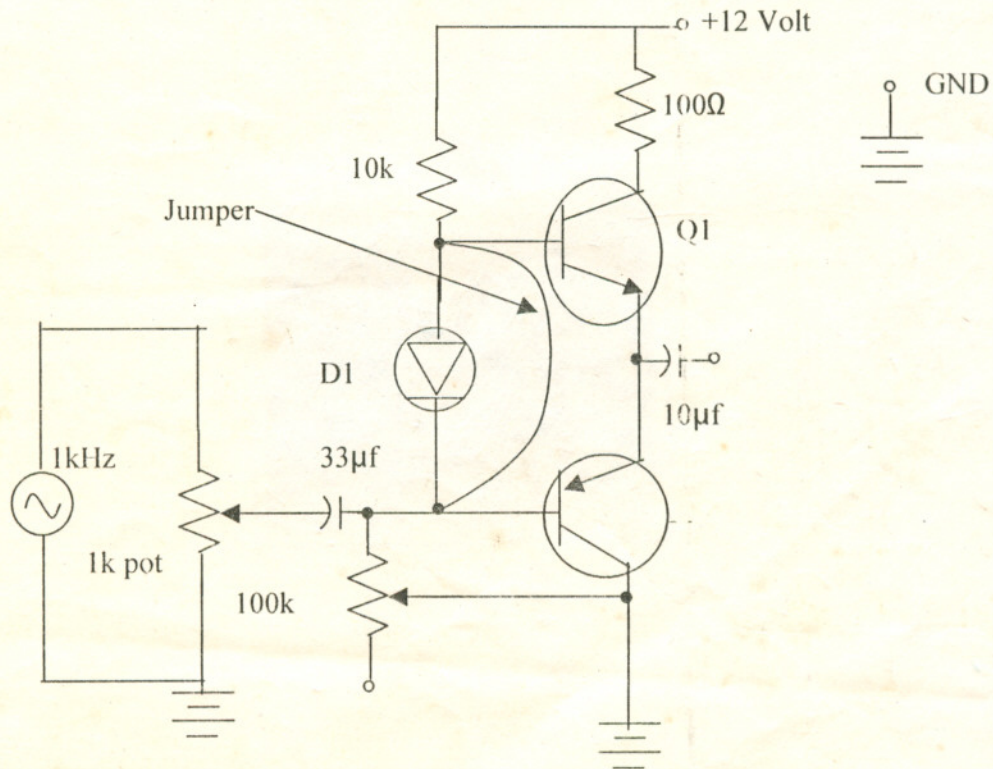 +12 Volt
GND
100Ω
10k
Jumper
Q1
D1
10µf
33µf
1kHz
1k pot
100k